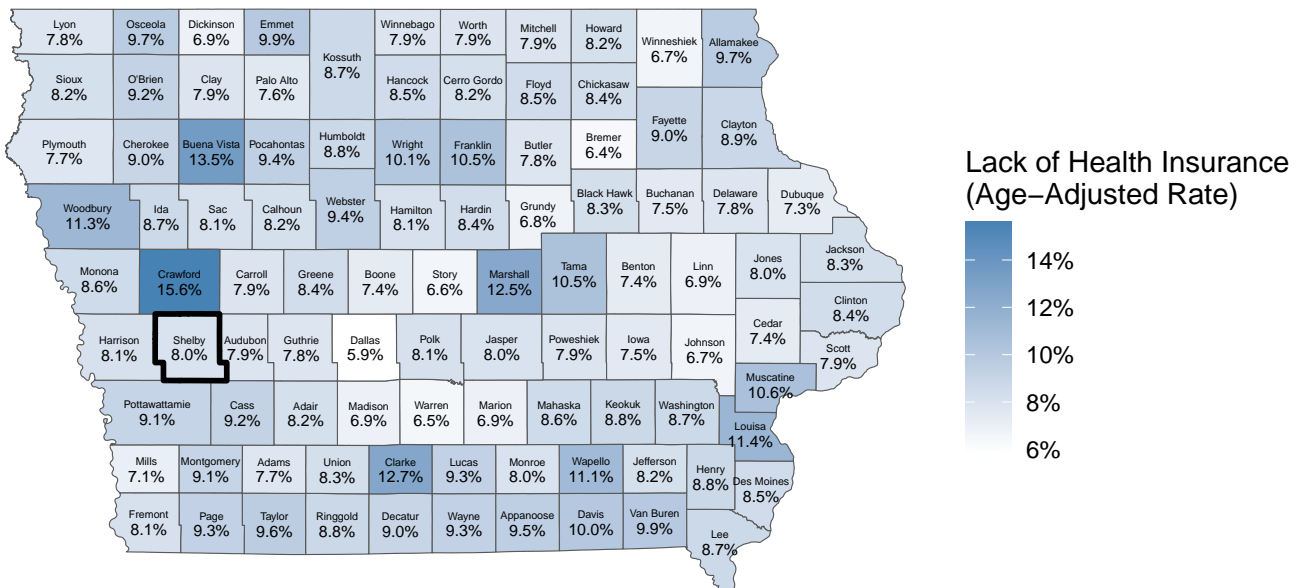 Lyon Osceola Dickinson Emmet Winnebago Worth Mitchell Howard Winneshiek Allamakee
7.8% 9.7% 6.9% 9.9% 7.9% 7.9% 7.9% 8.2% 6.7% 9.7%
Kossuth
8.7%
Sioux O'Brien Clay Palo Alto Hancock Cerro Gordo Floyd Chickasaw
8.2% 9.2% 7.9% 7.6% 8.5% 8.2% 8.5% 8.4%
Fayette Clayton
9.0% 8.9%
Plymouth Cherokee Buena Vista Pocahontas Humboldt Wright Franklin Butler Bremer
7.7% 9.0% 13.5% 9.4% 8.8% 10.1% 10.5% 7.8% 6.4%
Woodbury Ida Sac Calhoun Webster Hamilton Hardin Grundy Black Hawk Buchanan Delaware Dubuque
11.3% 8.7% 8.1% 8.2% 9.4% 8.1% 8.4% 6.8% 8.3% 7.5% 7.8% 7.3%
Monona Crawford Carroll Greene Boone Story Marshall Tama Benton Linn Jones Jackson
8.6% 15.6% 7.9% 8.4% 7.4% 6.6% 12.5% 10.5% 7.4% 6.9% 8.0% 8.3%
Clinton
8.4%
Harrison Shelby Audubon Guthrie Dallas Polk Jasper Poweshiek Iowa Johnson Cedar Scott
8.1% 8.0% 7.9% 7.8% 5.9% 8.1% 8.0% 7.9% 7.5% 6.7% 7.4% 7.9%
Muscatine
10.6%
Pottawattamie Cass Adair Madison Warren Marion Mahaska Keokuk Washington Louisa
9.1% 9.2% 8.2% 6.9% 6.5% 6.9% 8.6% 8.8% 8.7% 11.4%
Mills Montgomery Adams Union Clarke Lucas Monroe Wapello Jefferson Henry Des Moines
7.1% 9.1% 7.7% 8.3% 12.7% 9.3% 8.0% 11.1% 8.2% 8.8% 8.5%
Fremont Page Taylor Ringgold Decatur Wayne Appanoose Davis Van Buren Lee
8.1% 9.3% 9.6% 8.8% 9.0% 9.3% 9.5% 10.0% 9.9% 8.7%
Lack of Health Insurance
(Age−Adjusted Rate)
14%
12%
10%
8%
6%